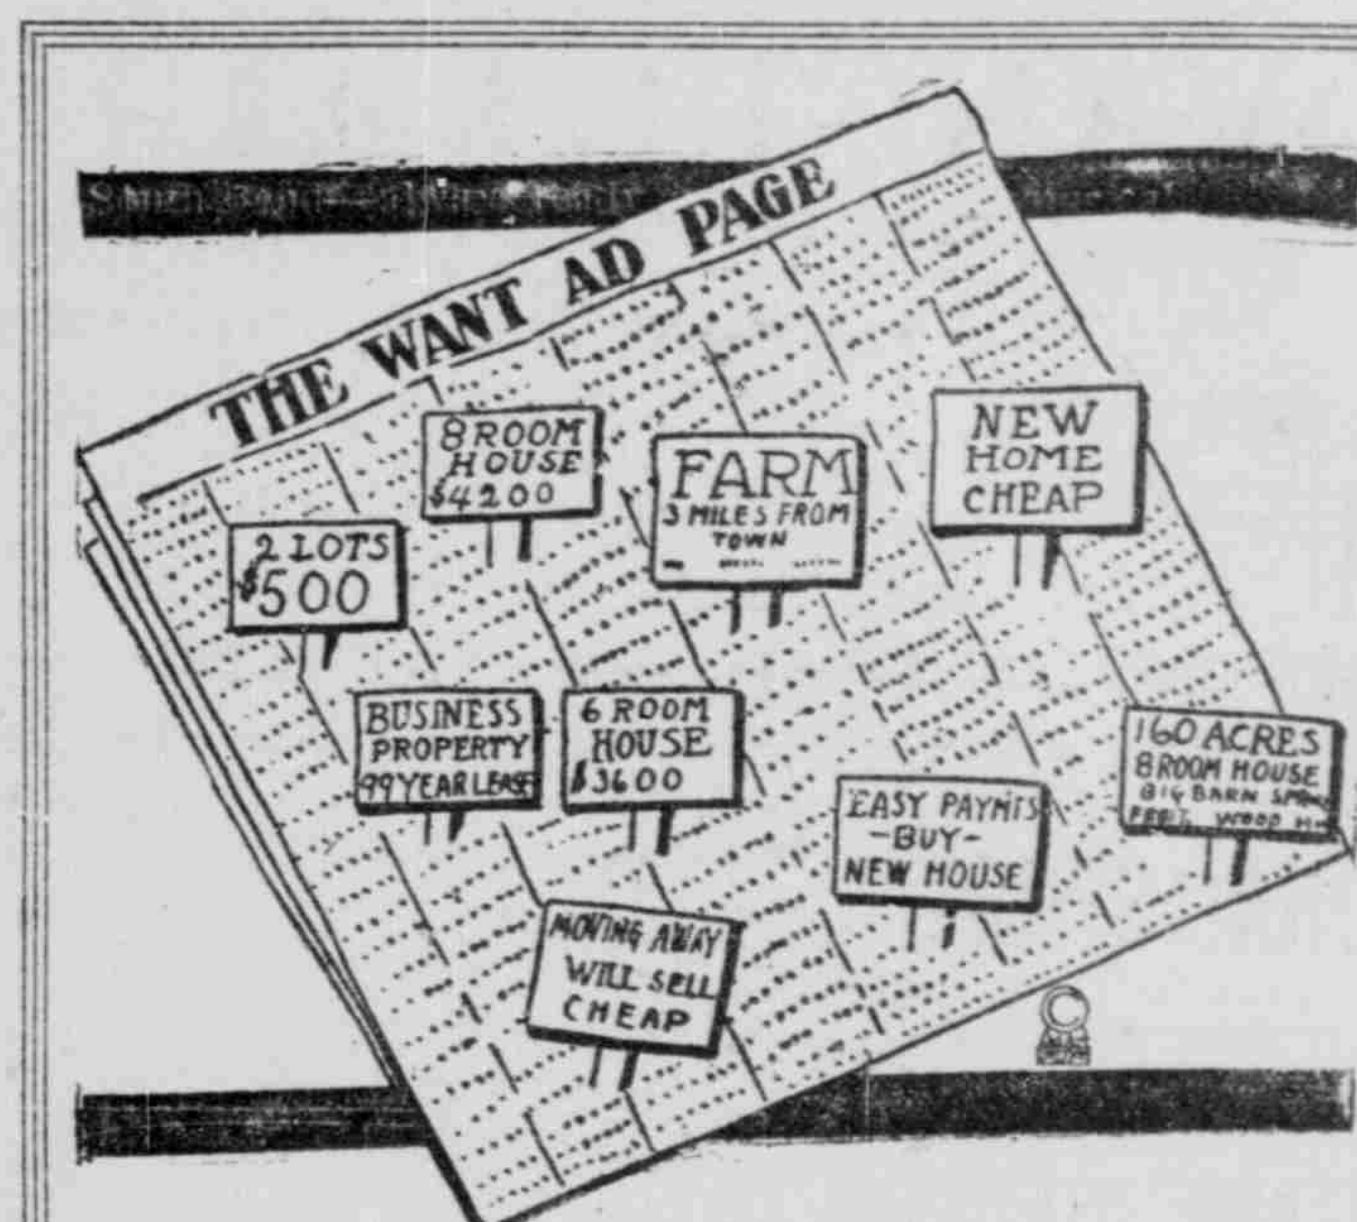 THE WANT AD PAGE
8 ROOM
HOUSE
$4200
FARM
3 MILES FROM
TOWN
NEW
HOME
CHEAP
2 LOTS
$500
BUSINESS
PROPERTY
99 YEAR LEASE
6 ROOM
HOUSE
$3600
EASY PAYMTS
-BUY-
NEW HOUSE
160 ACRES
8 ROOM HOUSE
BIG BARN
WOOD
MOVING AWAY
WILL SELL
CHEAP